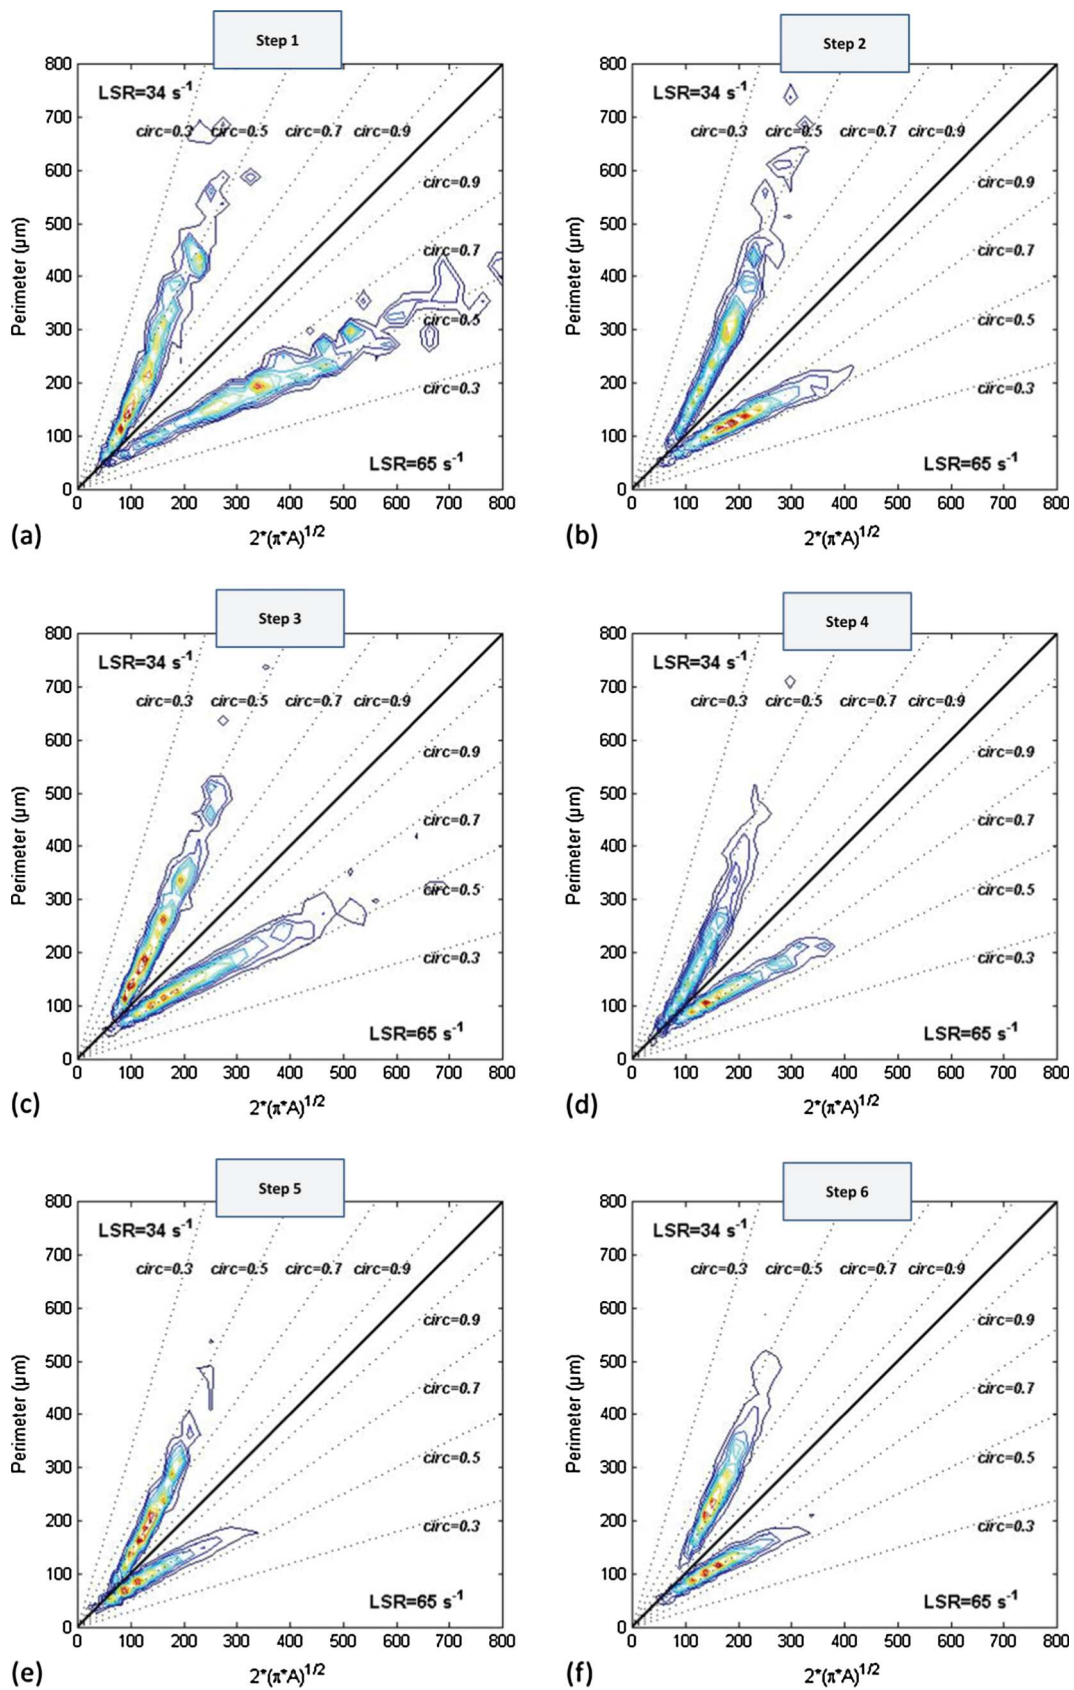 Step 1
LSR=34 s-1
circ=0.3 circ=0.5 circ=0.7 circ=0.9
circ=0.9
circ=0.7
circ=0.5
circ=0.3
LSR=65 s-1
Perimeter (µm)
800
700
600
500
400
300
200
100
0
0 100 200 300 400 500 600 700 800
2*(π*A)1/2
(a)
Step 2
LSR=34 s-1
circ=0.3 circ=0.5 circ=0.7 circ=0.9
circ=0.9
circ=0.7
circ=0.5
circ=0.3
LSR=65 s-1
Perimeter (µm)
800
700
600
500
400
300
200
100
0
0 100 200 300 400 500 600 700 800
2*(π*A)1/2
(b)
Step 3
LSR=34 s-1
circ=0.3 circ=0.5 circ=0.7 circ=0.9
circ=0.9
circ=0.7
circ=0.5
circ=0.3
LSR=65 s-1
Perimeter (µm)
800
700
600
500
400
300
200
100
0
0 100 200 300 400 500 600 700 800
2*(π*A)1/2
(c)
Step 4
LSR=34 s-1
circ=0.3 circ=0.5 circ=0.7 circ=0.9
circ=0.9
circ=0.7
circ=0.5
circ=0.3
LSR=65 s-1
Perimeter (µm)
800
700
600
500
400
300
200
100
0
0 100 200 300 400 500 600 700 800
2*(π*A)1/2
(d)
Step 5
LSR=34 s-1
circ=0.3 circ=0.5 circ=0.7 circ=0.9
circ=0.9
circ=0.7
circ=0.5
circ=0.3
LSR=65 s-1
Perimeter (µm)
800
700
600
500
400
300
200
100
0
0 100 200 300 400 500 600 700 800
2*(π*A)1/2
(e)
Step 6
LSR=34 s-1
circ=0.3 circ=0.5 circ=0.7 circ=0.9
circ=0.9
circ=0.7
circ=0.5
circ=0.3
LSR=65 s-1
Perimeter (µm)
800
700
600
500
400
300
200
100
0
0 100 200 300 400 500 600 700 800
2*(π*A)1/2
(f)